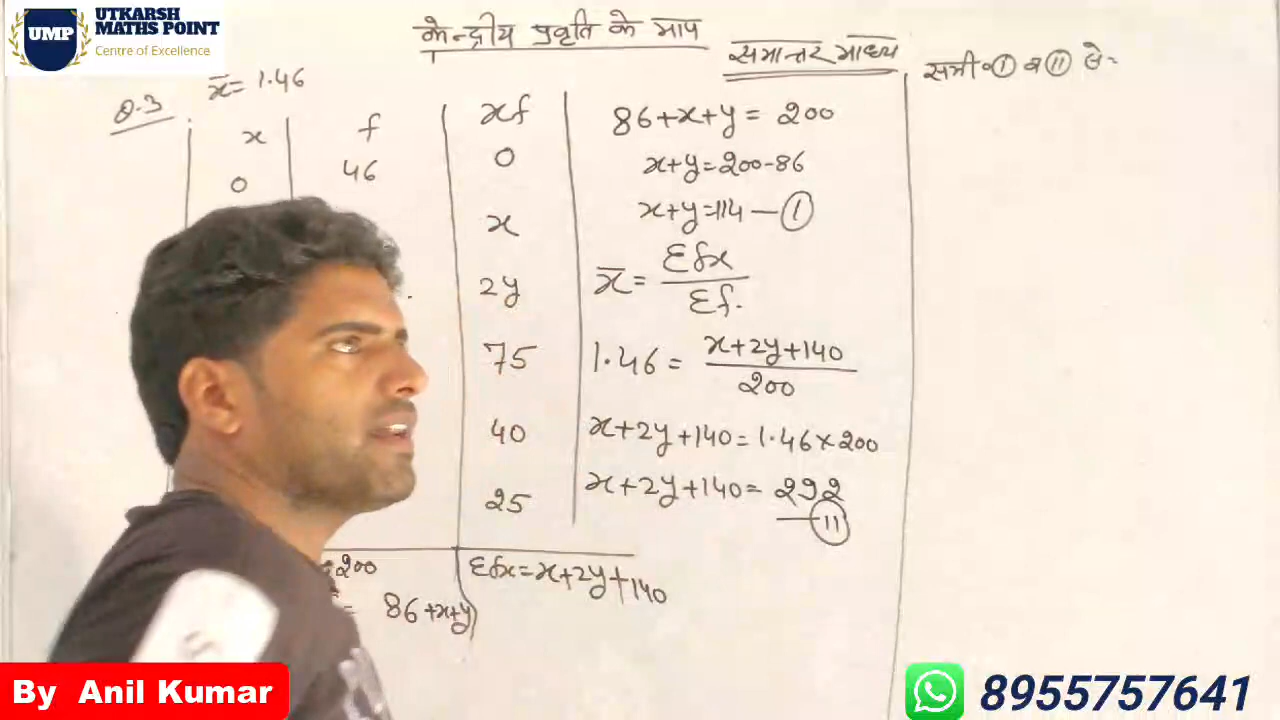 UTKARSH
MATHS POINT
UMP
Centre of Excellence
केन्द्रीय प्रवृति के माप
समान्तर माध्य
Q.3
x̄ = 1.46
x f xf
0 46 0
x
2y
75
40
25
200 Σfx = x+2y+140
= 86+x+y
86+x+y = 200
x+y = 200-86
x+y = 114 — (I)
x̄ = Σfx / Σf.
1.46 = x+2y+140 / 200
x+2y+140 = 1.46 × 200
x+2y+140 = 292
— (II)
समी० (I) व (II) से -
By Anil Kumar
8955757641